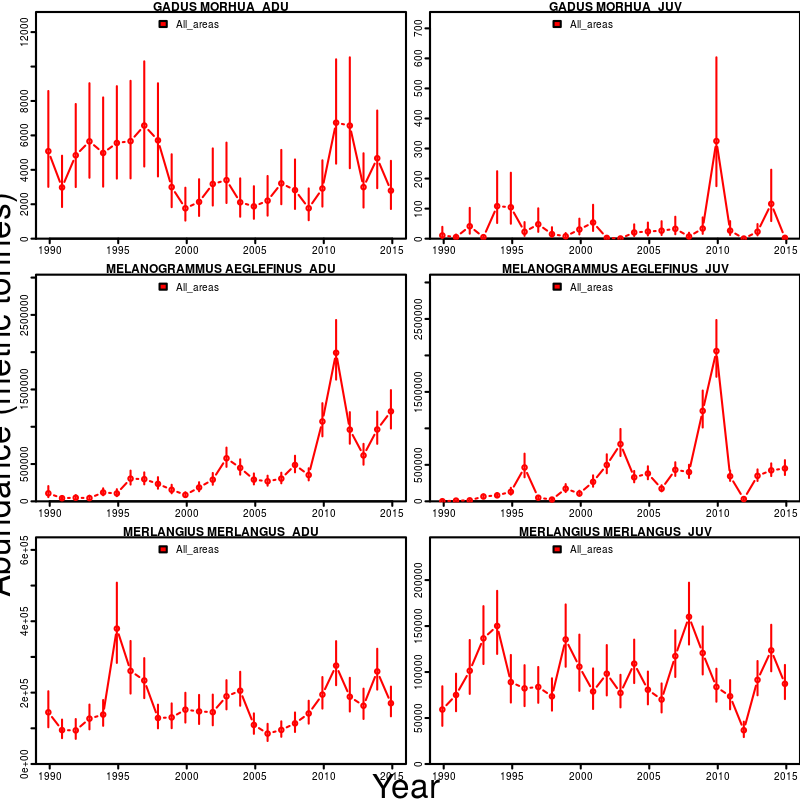 GADUS MORHUA_ADU
All_areas
0 2000 4000 6000 8000 12000
1990 1995 2000 2005 2010 2015
GADUS MORHUA_JUV
All_areas
0 100 200 300 400 500 600 700
1990 1995 2000 2005 2010 2015
MELANOGRAMMUS AEGLEFINUS_ADU
All_areas
0 500000 1500000 2500000
1990 1995 2000 2005 2010 2015
MELANOGRAMMUS AEGLEFINUS_JUV
All_areas
0 500000 1500000 2500000
1990 1995 2000 2005 2010 2015
MERLANGIUS MERLANGUS_ADU
All_areas
0e+00 2e+05 4e+05 6e+05
1990 1995 2000 2005 2010 2015
MERLANGIUS MERLANGUS_JUV
All_areas
0 50000 100000 150000 200000
1990 1995 2000 2005 2010 2015
Abundance (metric tonnes)
Year